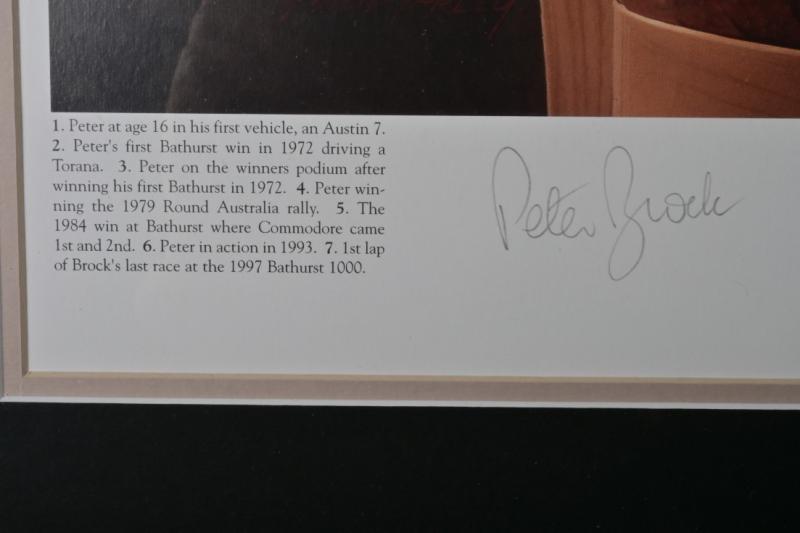 1. Peter at age 16 in his first vehicle, an Austin 7.
2. Peter's first Bathurst win in 1972 driving a
Torana. 3. Peter on the winners podium after
winning his first Bathurst in 1972. 4. Peter win-
ning the 1979 Round Australia rally. 5. The
1984 win at Bathurst where Commodore came
1st and 2nd. 6. Peter in action in 1993. 7. 1st lap
of Brock's last race at the 1997 Bathurst 1000.
Peter Brock